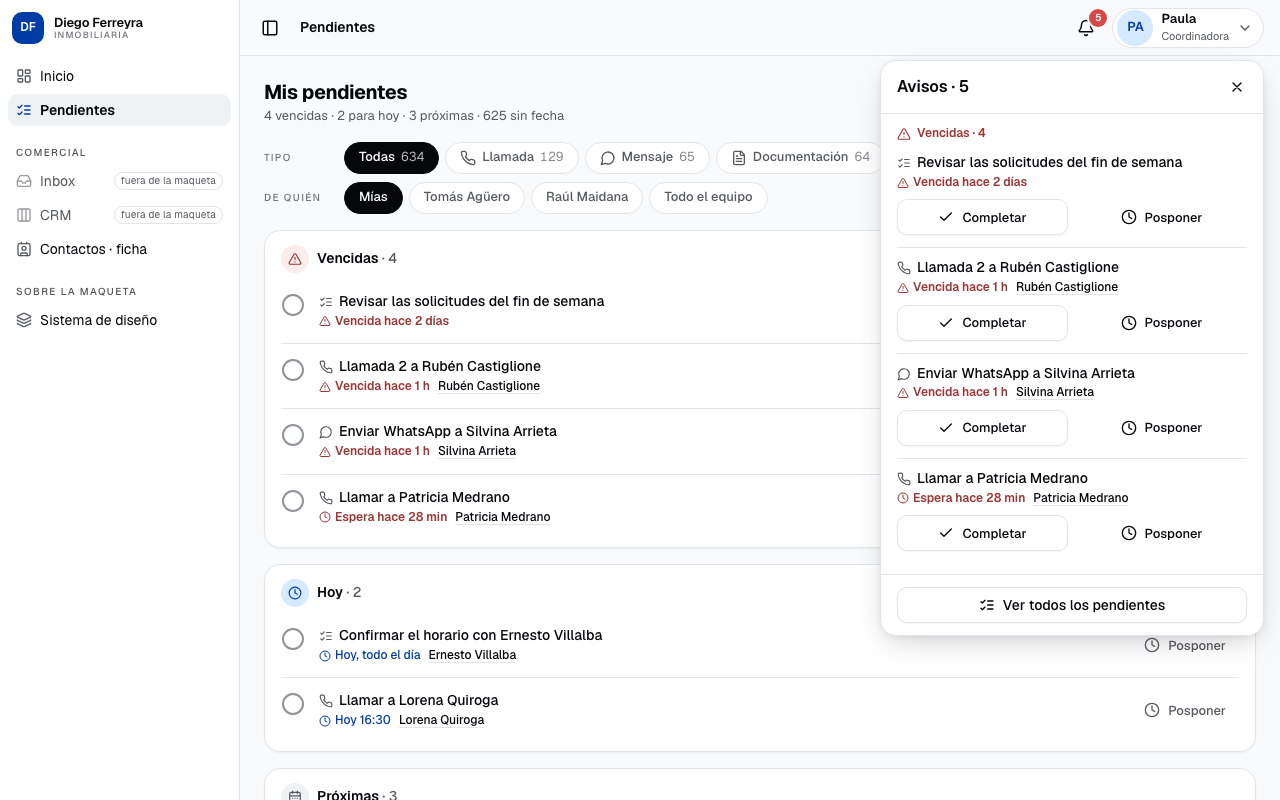 DF
Diego Ferreyra
INMOBILIARIA
Inicio
Pendientes
COMERCIAL
Inbox
fuera de la maqueta
CRM
fuera de la maqueta
Contactos · ficha
SOBRE LA MAQUETA
Sistema de diseño
Pendientes
5
PA
Paula
Coordinadora
Mis pendientes
4 vencidas · 2 para hoy · 3 próximas · 625 sin fecha
TIPO
Todas 634
Llamada 129
Mensaje 65
Documentación 64
DE QUIÉN
Mías
Tomás Agüero
Raúl Maidana
Todo el equipo
Vencidas · 4
Revisar las solicitudes del fin de semana
Vencida hace 2 días
Llamada 2 a Rubén Castiglione
Vencida hace 1 h Rubén Castiglione
Enviar WhatsApp a Silvina Arrieta
Vencida hace 1 h Silvina Arrieta
Llamar a Patricia Medrano
Espera hace 28 min Patricia Medrano
Hoy · 2
Confirmar el horario con Ernesto Villalba
Hoy, todo el día Ernesto Villalba
Posponer
Llamar a Lorena Quiroga
Hoy 16:30 Lorena Quiroga
Posponer
Próximas · 3
Avisos · 5
Vencidas · 4
Revisar las solicitudes del fin de semana
Vencida hace 2 días
Completar
Posponer
Llamada 2 a Rubén Castiglione
Vencida hace 1 h Rubén Castiglione
Completar
Posponer
Enviar WhatsApp a Silvina Arrieta
Vencida hace 1 h Silvina Arrieta
Completar
Posponer
Llamar a Patricia Medrano
Espera hace 28 min Patricia Medrano
Completar
Posponer
Ver todos los pendientes